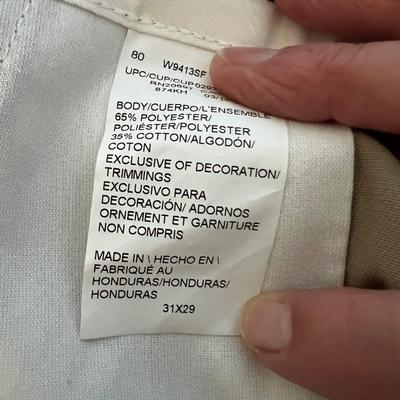 80 W9413SF
UPC/CUP/CUP
874KH 03/
BODY/CUERPO/L'ENSEMBLE
65% POLYESTER/
POLIÉSTER/POLYESTER
35% COTTON/ALGODÓN/
COTON
EXCLUSIVE OF DECORATION/
TRIMMINGS
EXCLUSIVO PARA
DECORACIÓN/ ADORNOS
ORNEMENT ET GARNITURE
NON COMPRIS
MADE IN \ HECHO EN \
FABRIQUÉ AU
HONDURAS/HONDURAS/
HONDURAS
31X29